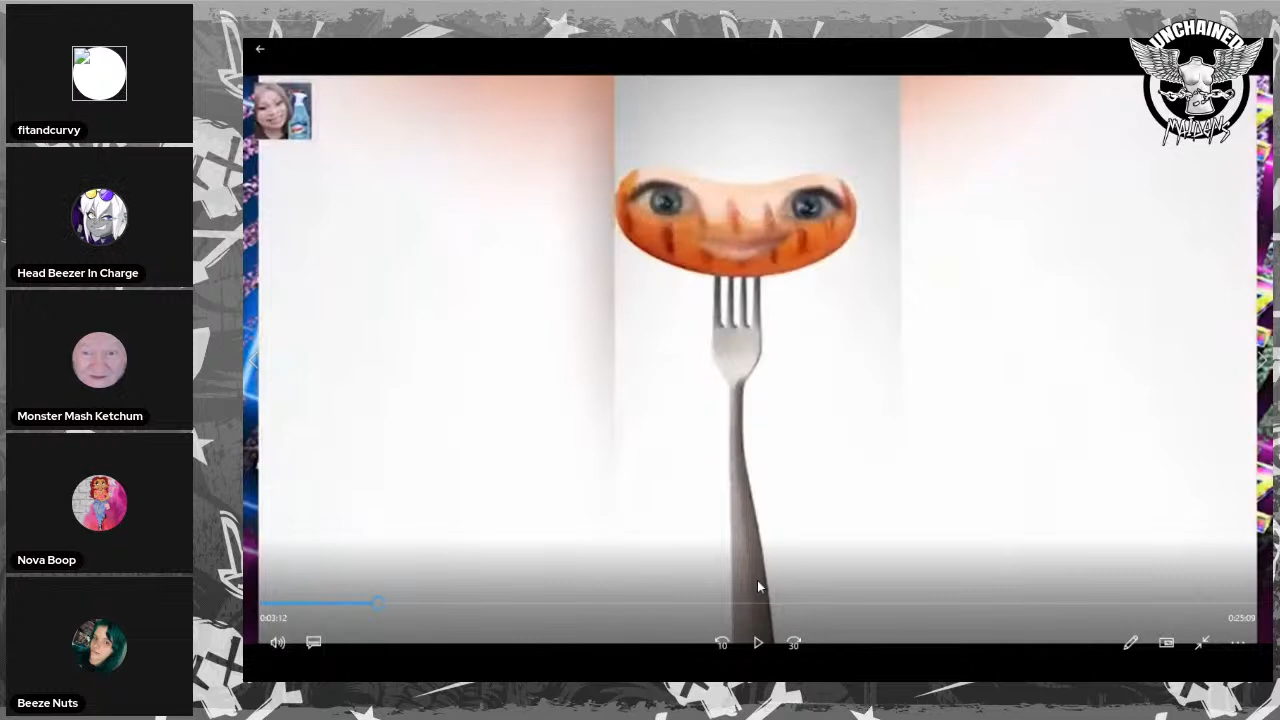 fitandcurvy
Head Beezer In Charge
Monster Mash Ketchum
Nova Boop
Beeze Nuts
UNCHAINED
MAIDENS
0:03:12
0:25:09
10
30